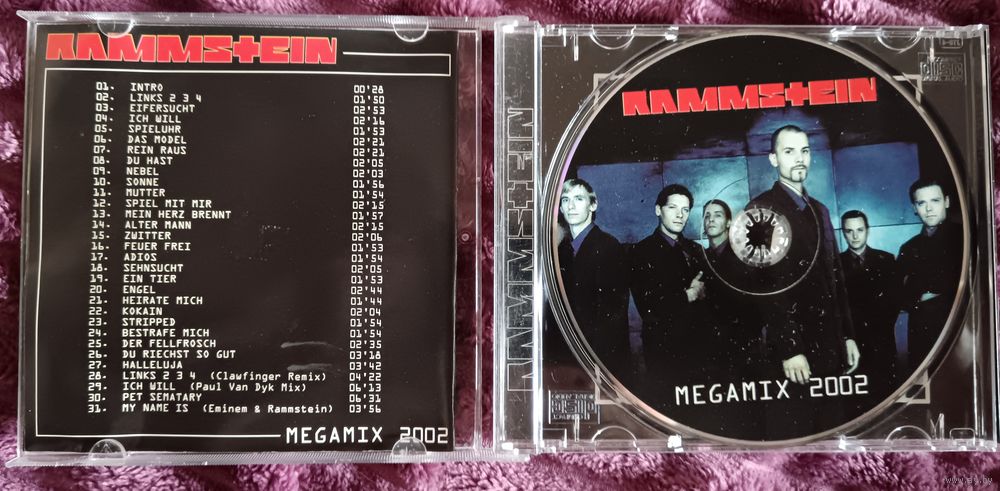 RAMMSTEIN
01. INTRO 00'28
02. LINKS 2 3 4 01'50
03. EIFERSUCHT 02'53
04. ICH WILL 02'16
05. SPIELUHR 01'53
06. DAS MODEL 02'21
07. REIN RAUS 02'21
08. DU HAST 02'05
09. NEBEL 02'03
10. SONNE 01'56
11. MUTTER 01'54
12. SPIEL MIT MIR 02'15
13. MEIN HERZ BRENNT 01'57
14. ALTER MANN 02'15
15. ZWITTER 02'06
16. FEUER FREI 01'53
17. ADIOS 01'54
18. SEHNSUCHT 02'05
19. EIN TIER 01'53
20. ENGEL 02'44
21. HEIRATE MICH 01'44
22. KOKAIN 02'04
23. STRIPPED 01'54
24. BESTRAFE MICH 01'54
25. DER FELLFROSCH 02'35
26. DU RIECHST SO GUT 03'18
27. HALLELUJA 03'42
28. LINKS 2 3 4 (Clawfinger Remix) 04'22
29. ICH WILL (Paul Van Dyk Mix) 06'13
30. PET SEMATARY 06'31
31. MY NAME IS (Eminem & Rammstein) 03'56
MEGAMIX 2002
RAMMSTEIN
RAMMSTEIN
MEGAMIX 2002
www.ay.by